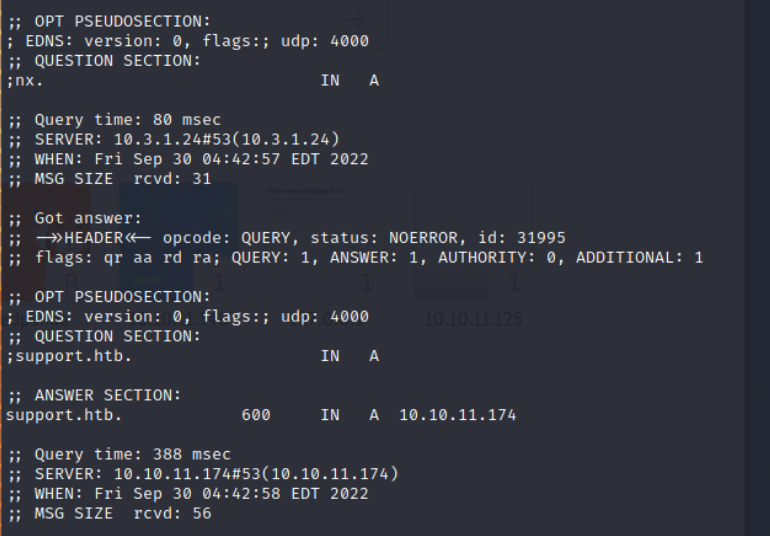 ;; OPT PSEUDOSECTION:
; EDNS: version: 0, flags:; udp: 4000
;; QUESTION SECTION:
;nx. IN A
;; Query time: 80 msec
;; SERVER: 10.3.1.24#53(10.3.1.24)
;; WHEN: Fri Sep 30 04:42:57 EDT 2022
;; MSG SIZE rcvd: 31
;; Got answer:
;; ->>HEADER<<- opcode: QUERY, status: NOERROR, id: 31995
;; flags: qr aa rd ra; QUERY: 1, ANSWER: 1, AUTHORITY: 0, ADDITIONAL: 1
;; OPT PSEUDOSECTION:
; EDNS: version: 0, flags:; udp: 4000
;; QUESTION SECTION:
;support.htb. IN A
;; ANSWER SECTION:
support.htb. 600 IN A 10.10.11.174
;; Query time: 388 msec
;; SERVER: 10.10.11.174#53(10.10.11.174)
;; WHEN: Fri Sep 30 04:42:58 EDT 2022
;; MSG SIZE rcvd: 56
10.10.11.125